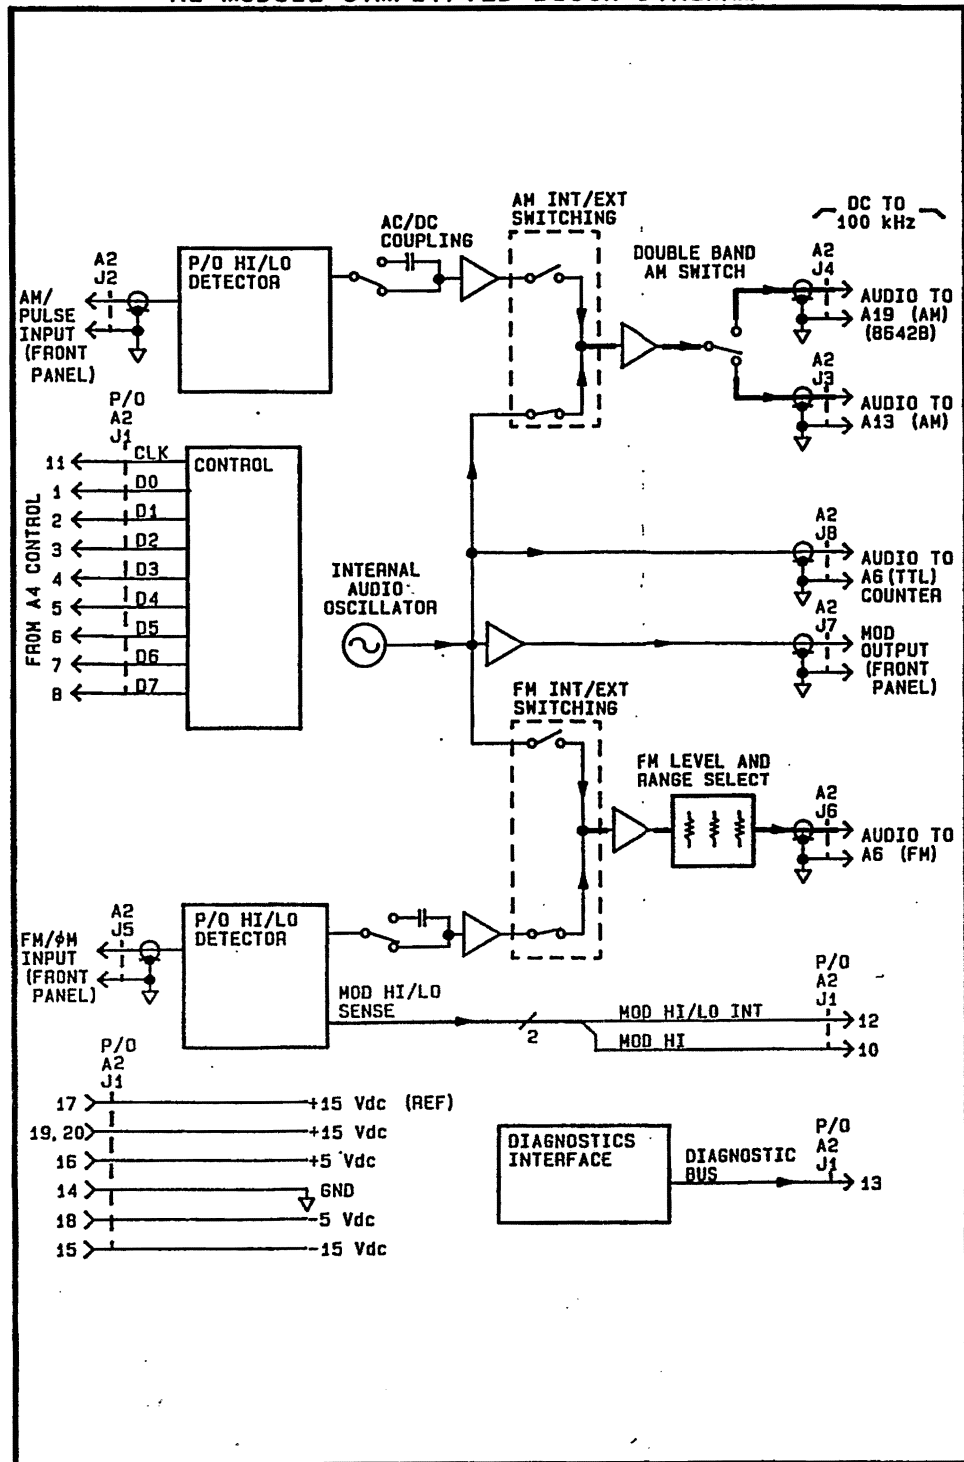 A2 MODULE SIMPLIFIED BLOCK DIAGRAM
DC TO
100 kHz
AM INT/EXT
SWITCHING
AC/DC
COUPLING
DOUBLE BAND
AM SWITCH
A2
J2
P/O HI/LO
DETECTOR
AM/
PULSE
INPUT
(FRONT
PANEL)
A2
J4
AUDIO TO
A19 (AM)
(8642B)
A2
J3
AUDIO TO
A13 (AM)
P/O
A2
J1
FROM A4 CONTROL
11 CLK
1 D0
2 D1
3 D2
4 D3
5 D4
6 D5
7 D6
8 D7
CONTROL
INTERNAL
AUDIO
OSCILLATOR
A2
J8
AUDIO TO
A6(TTL)
COUNTER
A2
J7
MOD
OUTPUT
(FRONT
PANEL)
FM INT/EXT
SWITCHING
FM LEVEL AND
RANGE SELECT
A2
J6
AUDIO TO
A6 (FM)
A2
J5
FM/ϕM
INPUT
(FRONT
PANEL)
P/O HI/LO
DETECTOR
MOD HI/LO
SENSE
2
MOD HI/LO INT
MOD HI
P/O
A2
J1
12
10
P/O
A2
J1
17 +15 Vdc (REF)
19,20 +15 Vdc
16 +5 Vdc
14 GND
18 -5 Vdc
15 -15 Vdc
DIAGNOSTICS
INTERFACE
DIAGNOSTIC
BUS
P/O
A2
J1
13